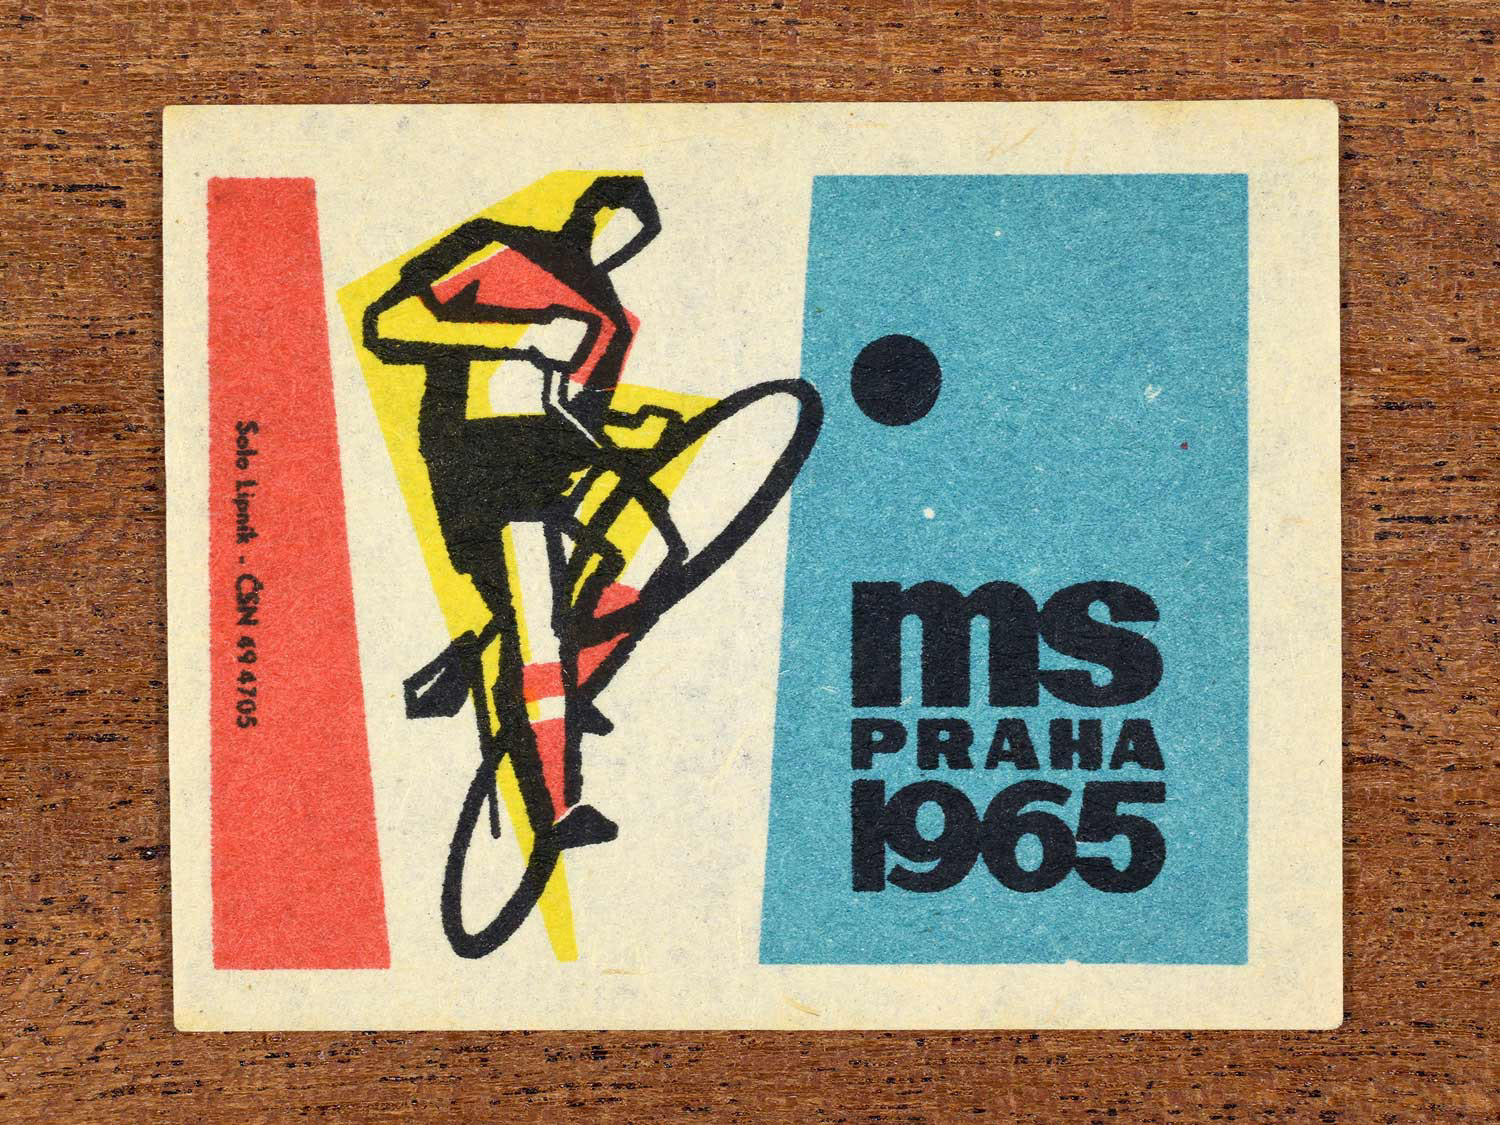 Solo Lipník - ČSN 49 4705
ms
PRAHA
1965